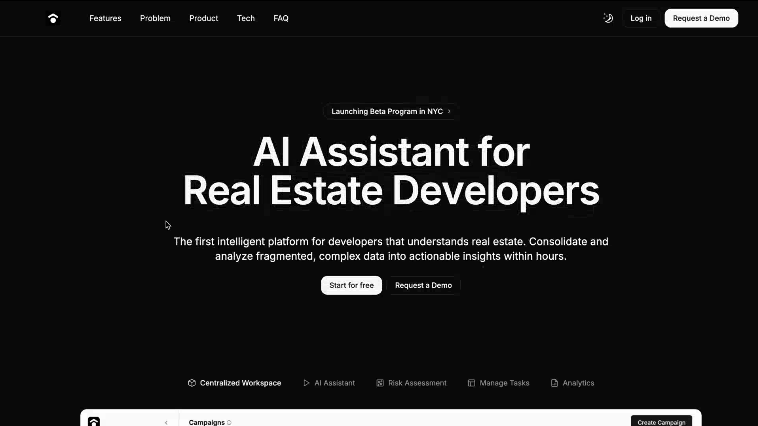 Features Problem Product Tech FAQ Log in Request a Demo
Launching Beta Program in NYC
AI Assistant for
Real Estate Developers
The first intelligent platform for developers that understands real estate. Consolidate and
analyze fragmented, complex data into actionable insights within hours.
Start for free Request a Demo
Centralized Workspace AI Assistant Risk Assessment Manage Tasks Analytics
Campaigns Create Campaign